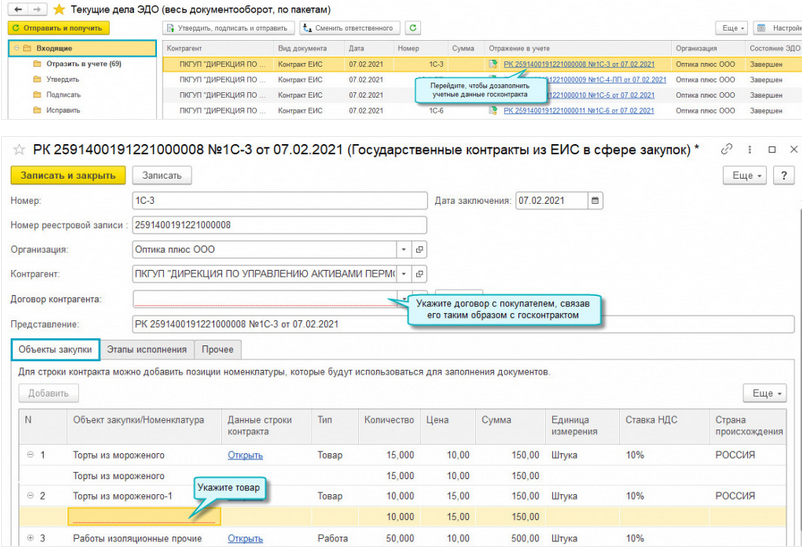 Текущие дела ЭДО (весь документооборот, по пакетам)
Отправить и получить
Утвердить, подписать и отправить
Сменить ответственного
Еще
Входящие
Отразить в учете (69)
Утвердить
Подписать
Исправить
Контрагент Вид документа Дата Номер Сумма Отражение в учете Организация Состояние ЭДО
ПКГУП "ДИРЕКЦИЯ ПО ... Контракт ЕИС 07.02.2021 1С-3 РК 2591400191221000008 №1С-3 от 07.02.2021 Оптика плюс ООО Завершен
ПКГУП "ДИРЕКЦИЯ ПО ... Контракт ЕИС 07.02.2021 №1С-4-ЛП от 07.02.2021 Оптика плюс ООО Завершен
ПКГУП "ДИРЕКЦИЯ ПО ... Контракт ЕИС 07.02.2021 №1С-5 от 07.02.2021 Оптика плюс ООО Завершен
ПКГУП "ДИРЕКЦИЯ ПО ... Контракт ЕИС 07.02.2021 1С-6 РК 2591400191221000011 №1С-6 от 07.02.2021 Оптика плюс ООО Завершен
Перейдите, чтобы дозаполнить
учетные данные госконтракта
РК 2591400191221000008 №1С-3 от 07.02.2021 (Государственные контракты из ЕИС в сфере закупок) *
Записать и закрыть
Записать
Еще
?
Номер: 1С-3 Дата заключения: 07.02.2021
Номер реестровой записи : 2591400191221000008
Организация: Оптика плюс ООО
Контрагент: ПКГУП "ДИРЕКЦИЯ ПО УПРАВЛЕНИЮ АКТИВАМИ ПЕРМ
Договор контрагента:
Укажите договор с покупателем, связав
его таким образом с госконтрактом
Представление: РК 2591400191221000008 №1С-3 от 07.02.2021
Объекты закупки Этапы исполнения Прочее
Для строки контракта можно добавить позиции номенклатуры, которые будут использоваться для заполнения документов.
Добавить
Еще
N Объект закупки/Номенклатура Данные строки контракта Тип Количество Цена Сумма Единица измерения Ставка НДС Страна происхождения
1 Торты из мороженого Открыть Товар 15,000 10,00 150,00 Штука 10% РОССИЯ
Торты из мороженого 15,000 10,00 150,00
2 Торты из мороженого-1 Товар 10,000 15,00 150,00 Штука 10% РОССИЯ
Укажите товар
10,000 15,00 150,00
3 Работы изоляционные прочие Открыть Работа 50,000 10,00 500,00 Штука 10%